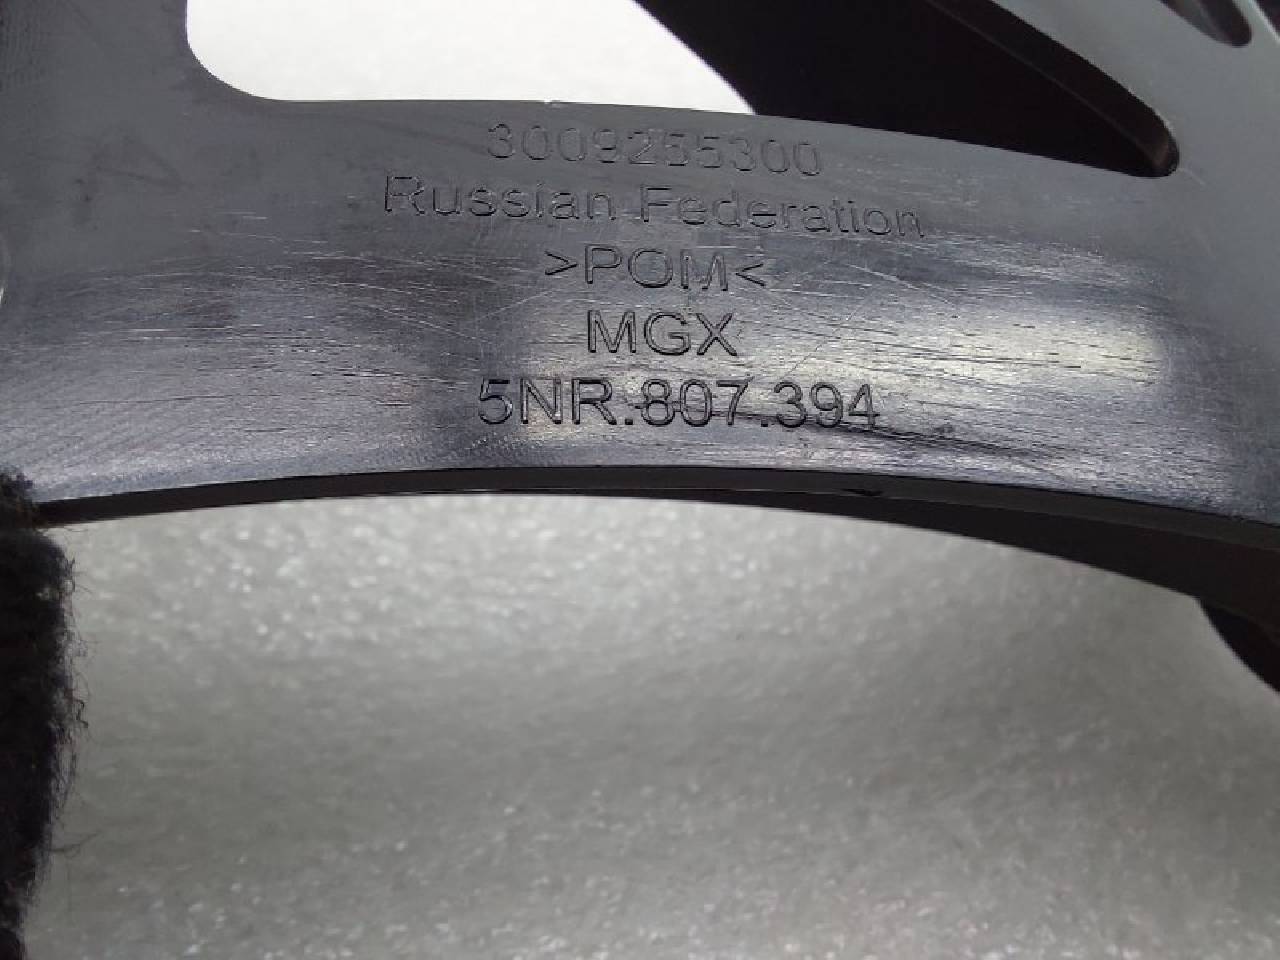 3009255300
Russian Federation
>POM<
MGX
5NR.807.394